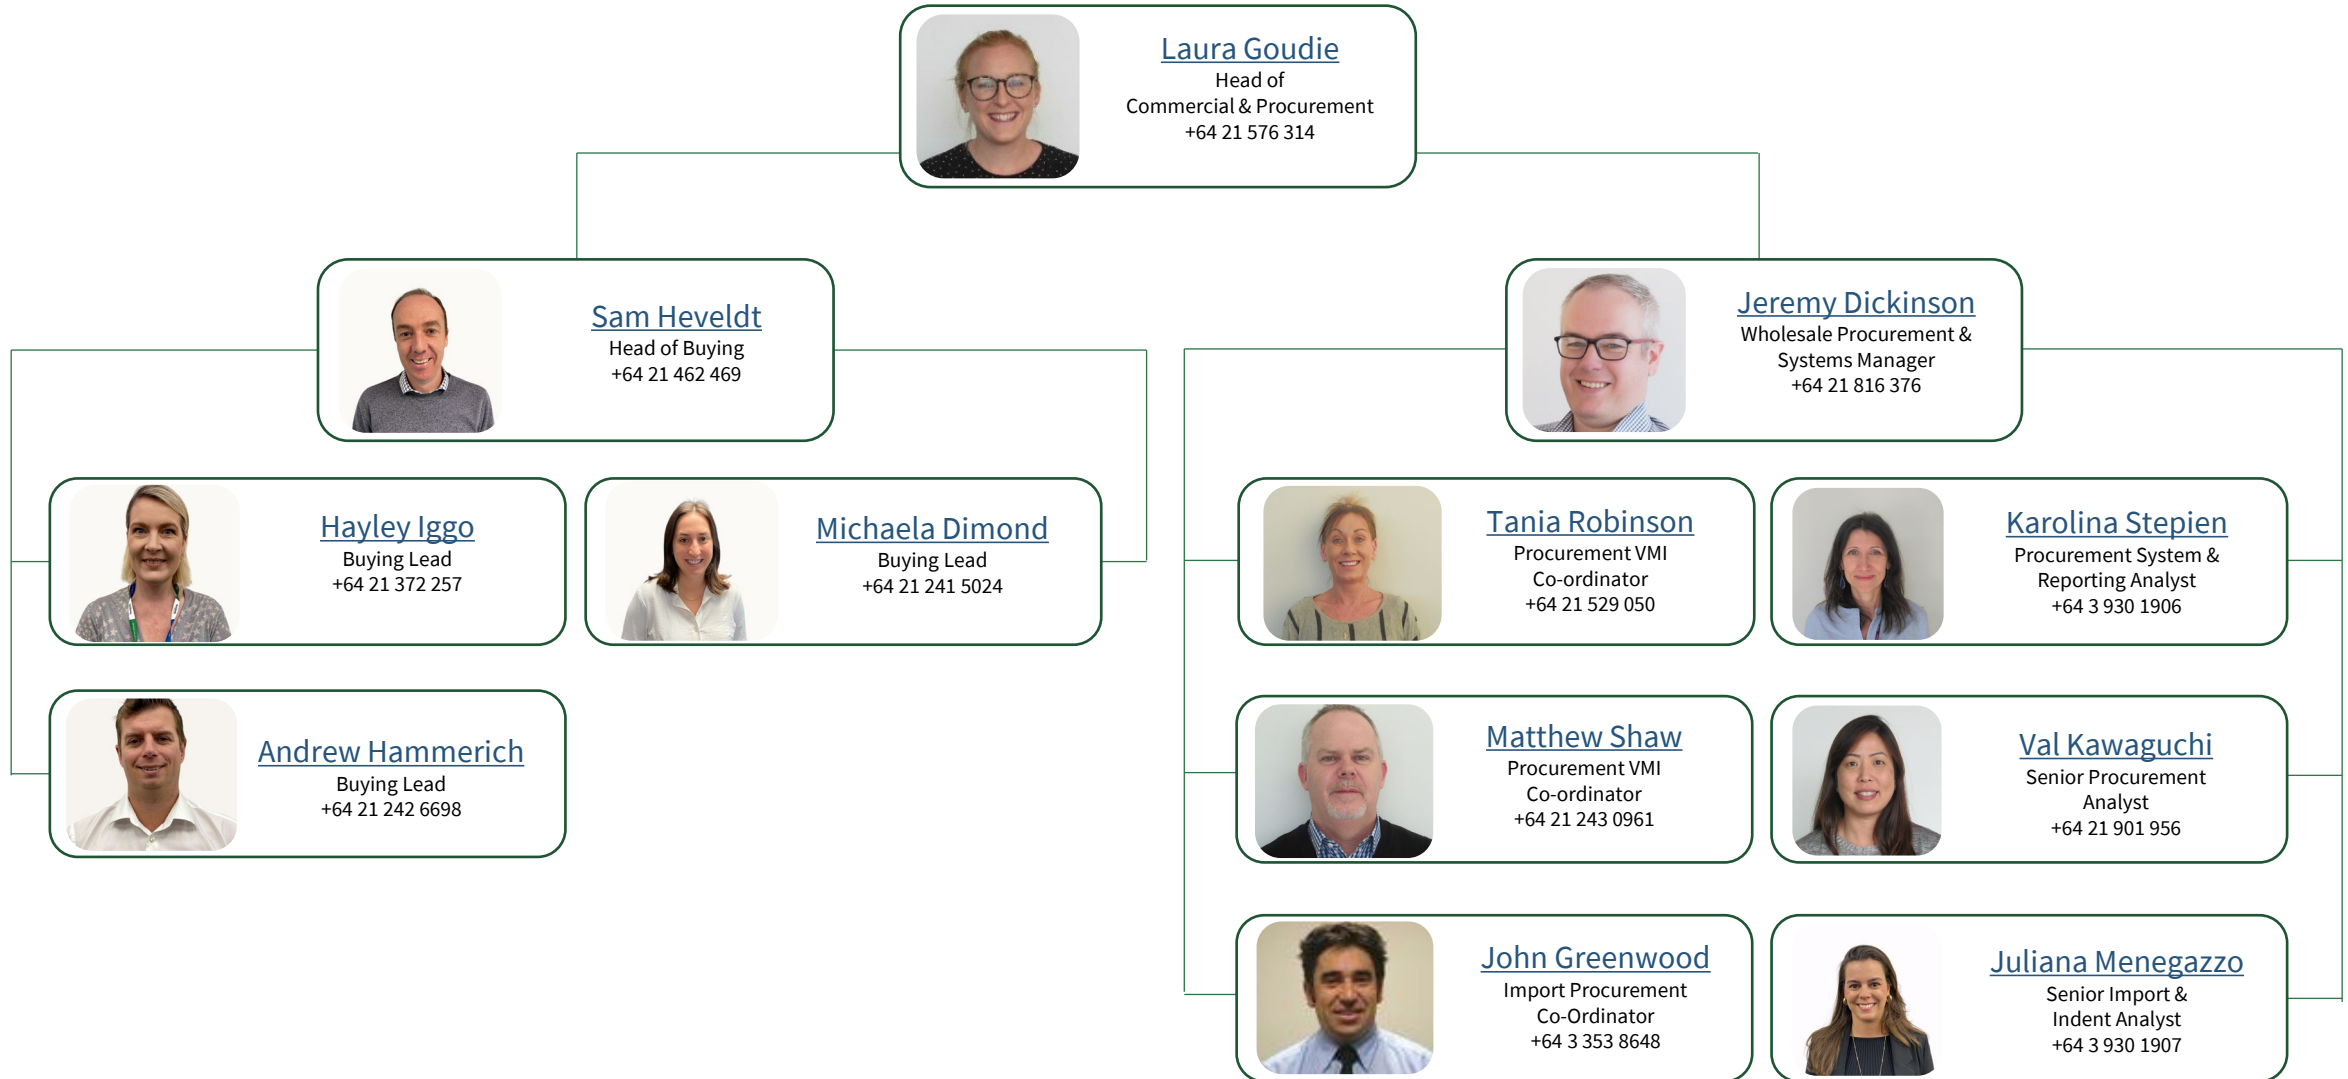 Laura Goudie
Head of
Commercial & Procurement
+64 21 576 314
Sam Heveldt
Head of Buying
+64 21 462 469
Jeremy Dickinson
Wholesale Procurement &
Systems Manager
+64 21 816 376
Hayley Iggo
Buying Lead
+64 21 372 257
Michaela Dimond
Buying Lead
+64 21 241 5024
Tania Robinson
Procurement VMI
Co-ordinator
+64 21 529 050
Karolina Stepien
Procurement System &
Reporting Analyst
+64 3 930 1906
Andrew Hammerich
Buying Lead
+64 21 242 6698
Matthew Shaw
Procurement VMI
Co-ordinator
+64 21 243 0961
Val Kawaguchi
Senior Procurement
Analyst
+64 21 901 956
John Greenwood
Import Procurement
Co-Ordinator
+64 3 353 8648
Juliana Menegazzo
Senior Import &
Indent Analyst
+64 3 930 1907